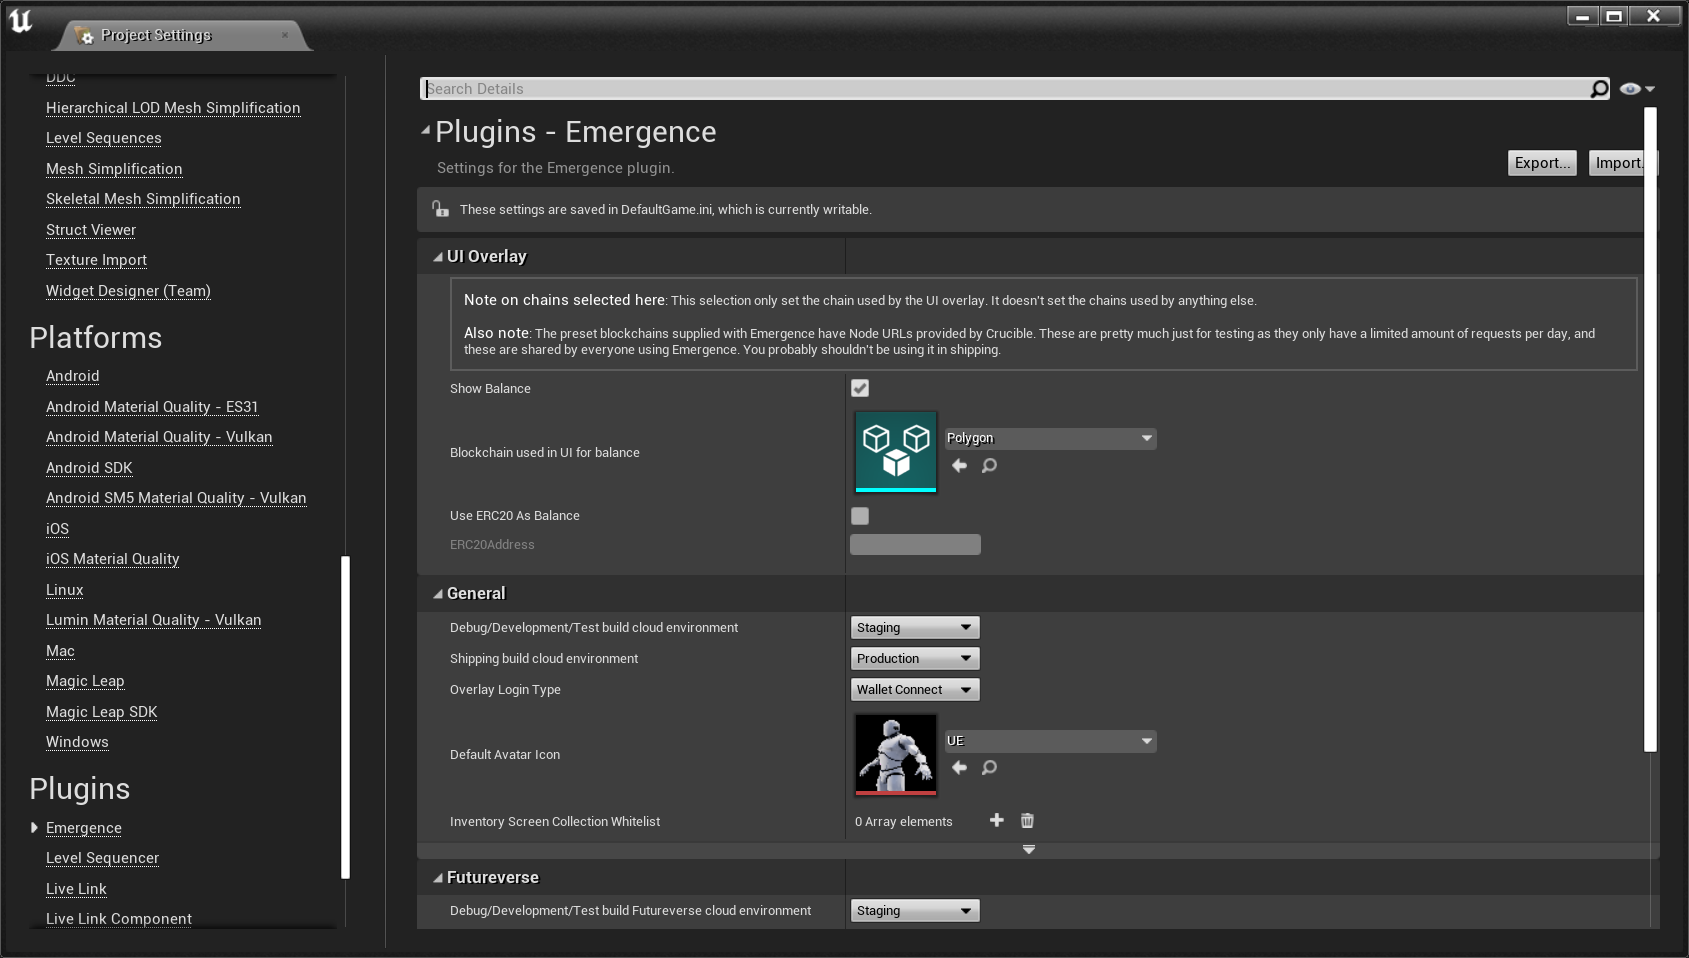 Project Settings
DDC
Hierarchical LOD Mesh Simplification
Level Sequences
Mesh Simplification
Skeletal Mesh Simplification
Struct Viewer
Texture Import
Widget Designer (Team)
Platforms
Android
Android Material Quality - ES31
Android Material Quality - Vulkan
Android SDK
Android SM5 Material Quality - Vulkan
iOS
iOS Material Quality
Linux
Lumin Material Quality - Vulkan
Mac
Magic Leap
Magic Leap SDK
Windows
Plugins
Emergence
Level Sequencer
Live Link
Live Link Component
Search Details
Plugins - Emergence
Settings for the Emergence plugin.
Export...
Import.
These settings are saved in DefaultGame.ini, which is currently writable.
UI Overlay
Note on chains selected here: This selection only set the chain used by the UI overlay. It doesn't set the chains used by anything else.
Also note: The preset blockchains supplied with Emergence have Node URLs provided by Crucible. These are pretty much just for testing as they only have a limited amount of requests per day, and
these are shared by everyone using Emergence. You probably shouldn't be using it in shipping.
Show Balance
Blockchain used in UI for balance
Polygon
Use ERC20 As Balance
ERC20Address
General
Debug/Development/Test build cloud environment
Staging
Shipping build cloud environment
Production
Overlay Login Type
Wallet Connect
Default Avatar Icon
UE
Inventory Screen Collection Whitelist
0 Array elements
Futureverse
Debug/Development/Test build Futureverse cloud environment
Staging